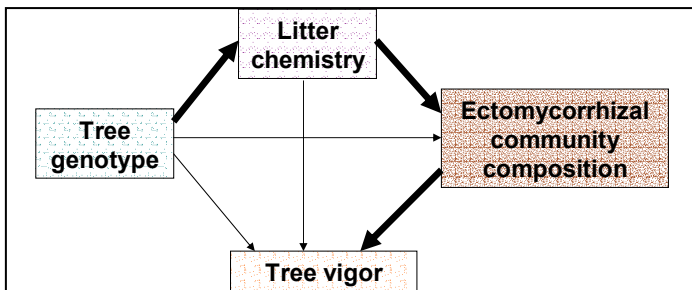 Litter
chemistry
Tree
genotype
Ectomycorrhizal
community
composition
Tree vigor